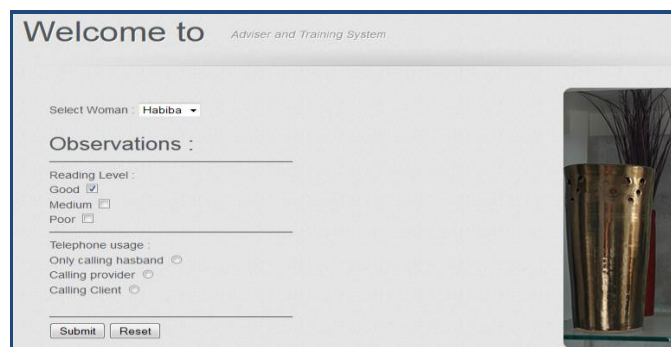 Welcome to
Adviser and Training System
Select Woman : Habiba
Observations :
Reading Level :
Good
Medium
Poor
Telephone usage :
Only calling hasband
Calling provider
Calling Client
Submit Reset